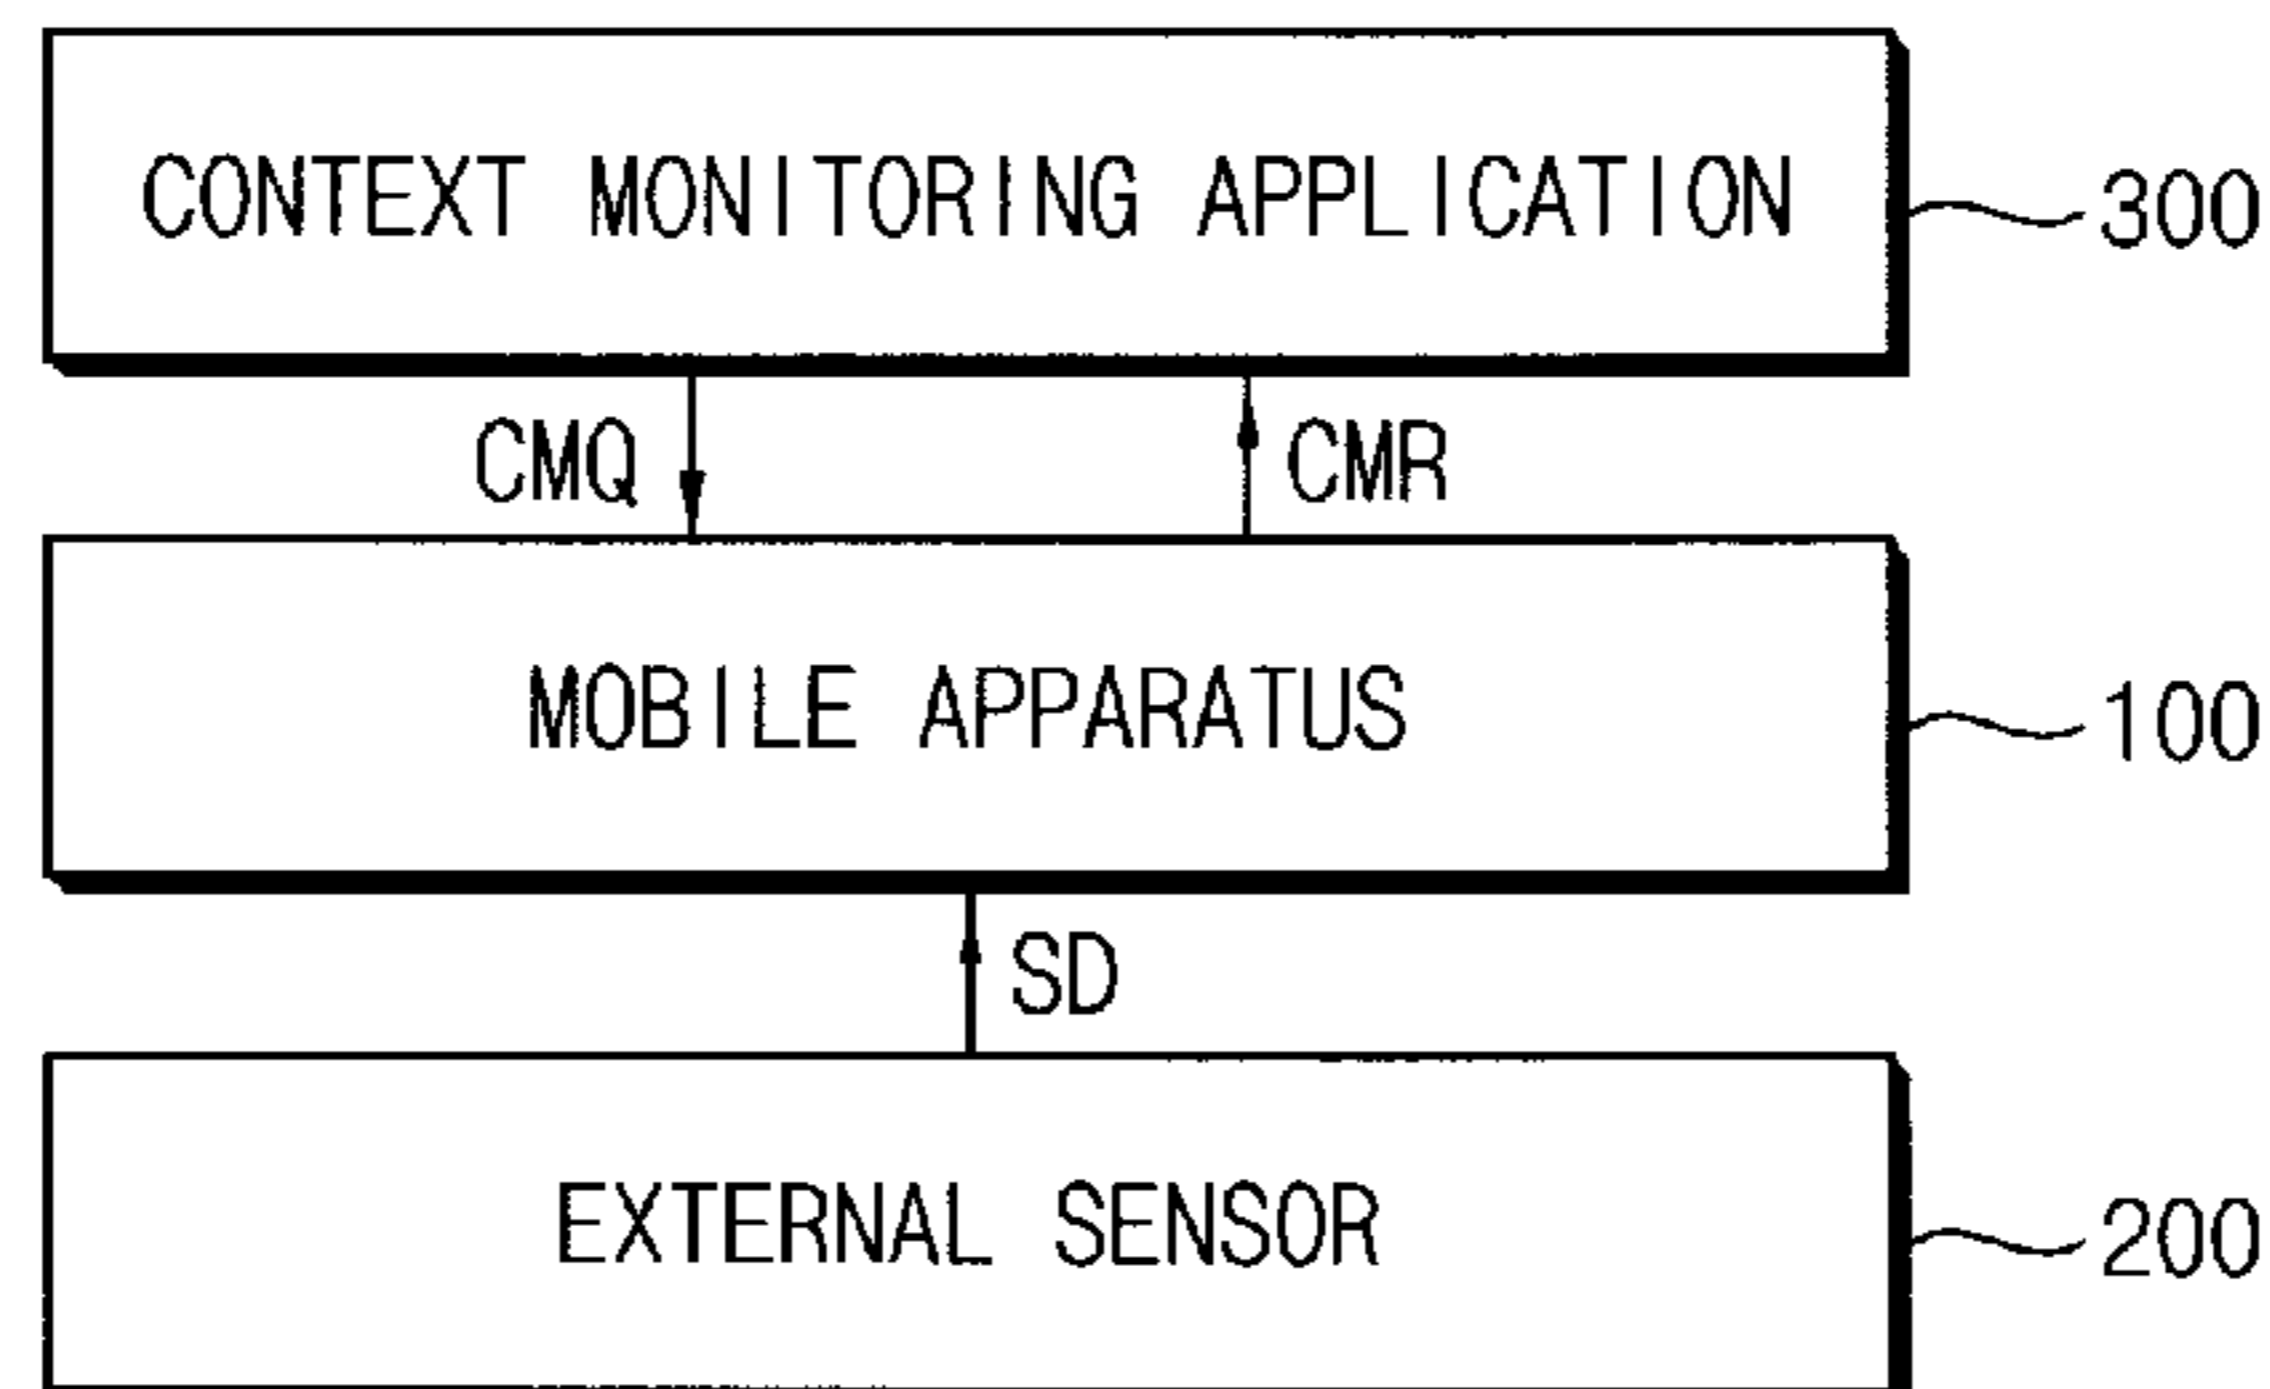 CONTEXT MONITORING APPLICATION
300
CMQ
CMR
MOBILE APPARATUS
100
SD
EXTERNAL SENSOR
200